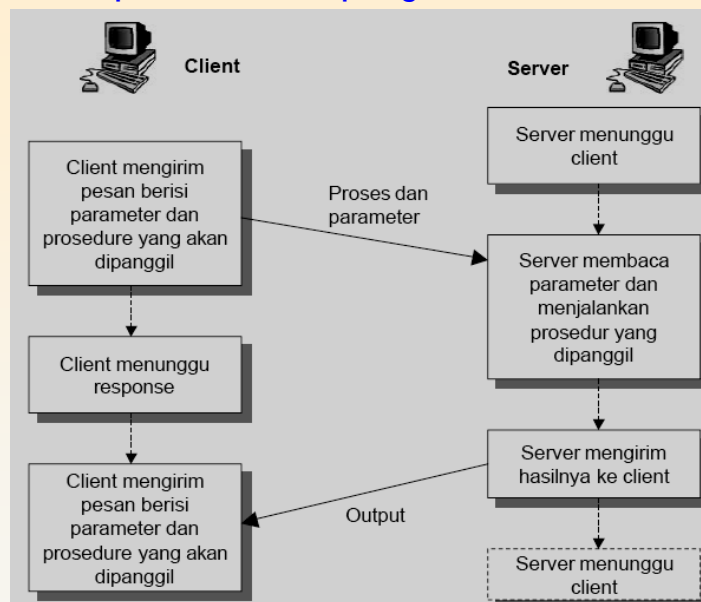 Client
Server
Client mengirim
pesan berisi
parameter dan
prosedure yang akan
dipanggil
Proses dan
parameter
Server menunggu
client
Server membaca
parameter dan
menjalankan
prosedur yang
dipanggil
Client menunggu
response
Server mengirim
hasilnya ke client
Client mengirim
pesan berisi
parameter dan
prosedure yang akan
dipanggil
Output
Server menunggu
client